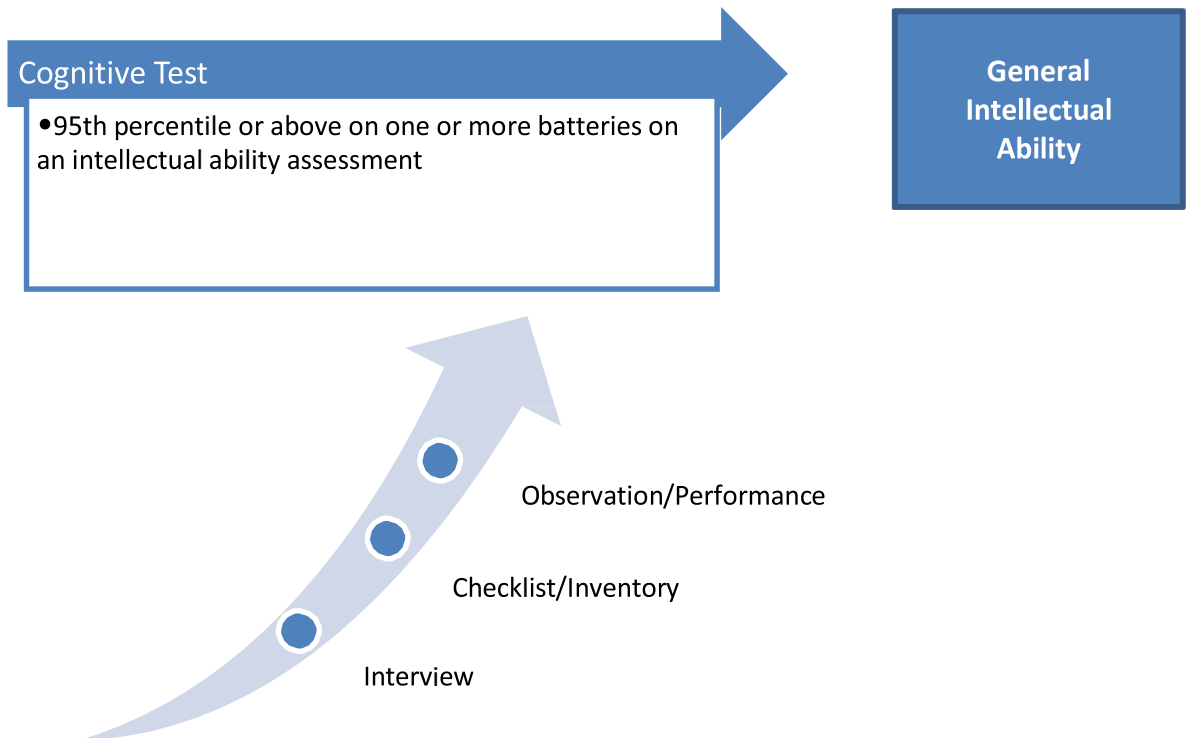 Cognitive Test
•95th percentile or above on one or more batteries on
an intellectual ability assessment
General
Intellectual
Ability
Observation/Performance
Checklist/Inventory
Interview